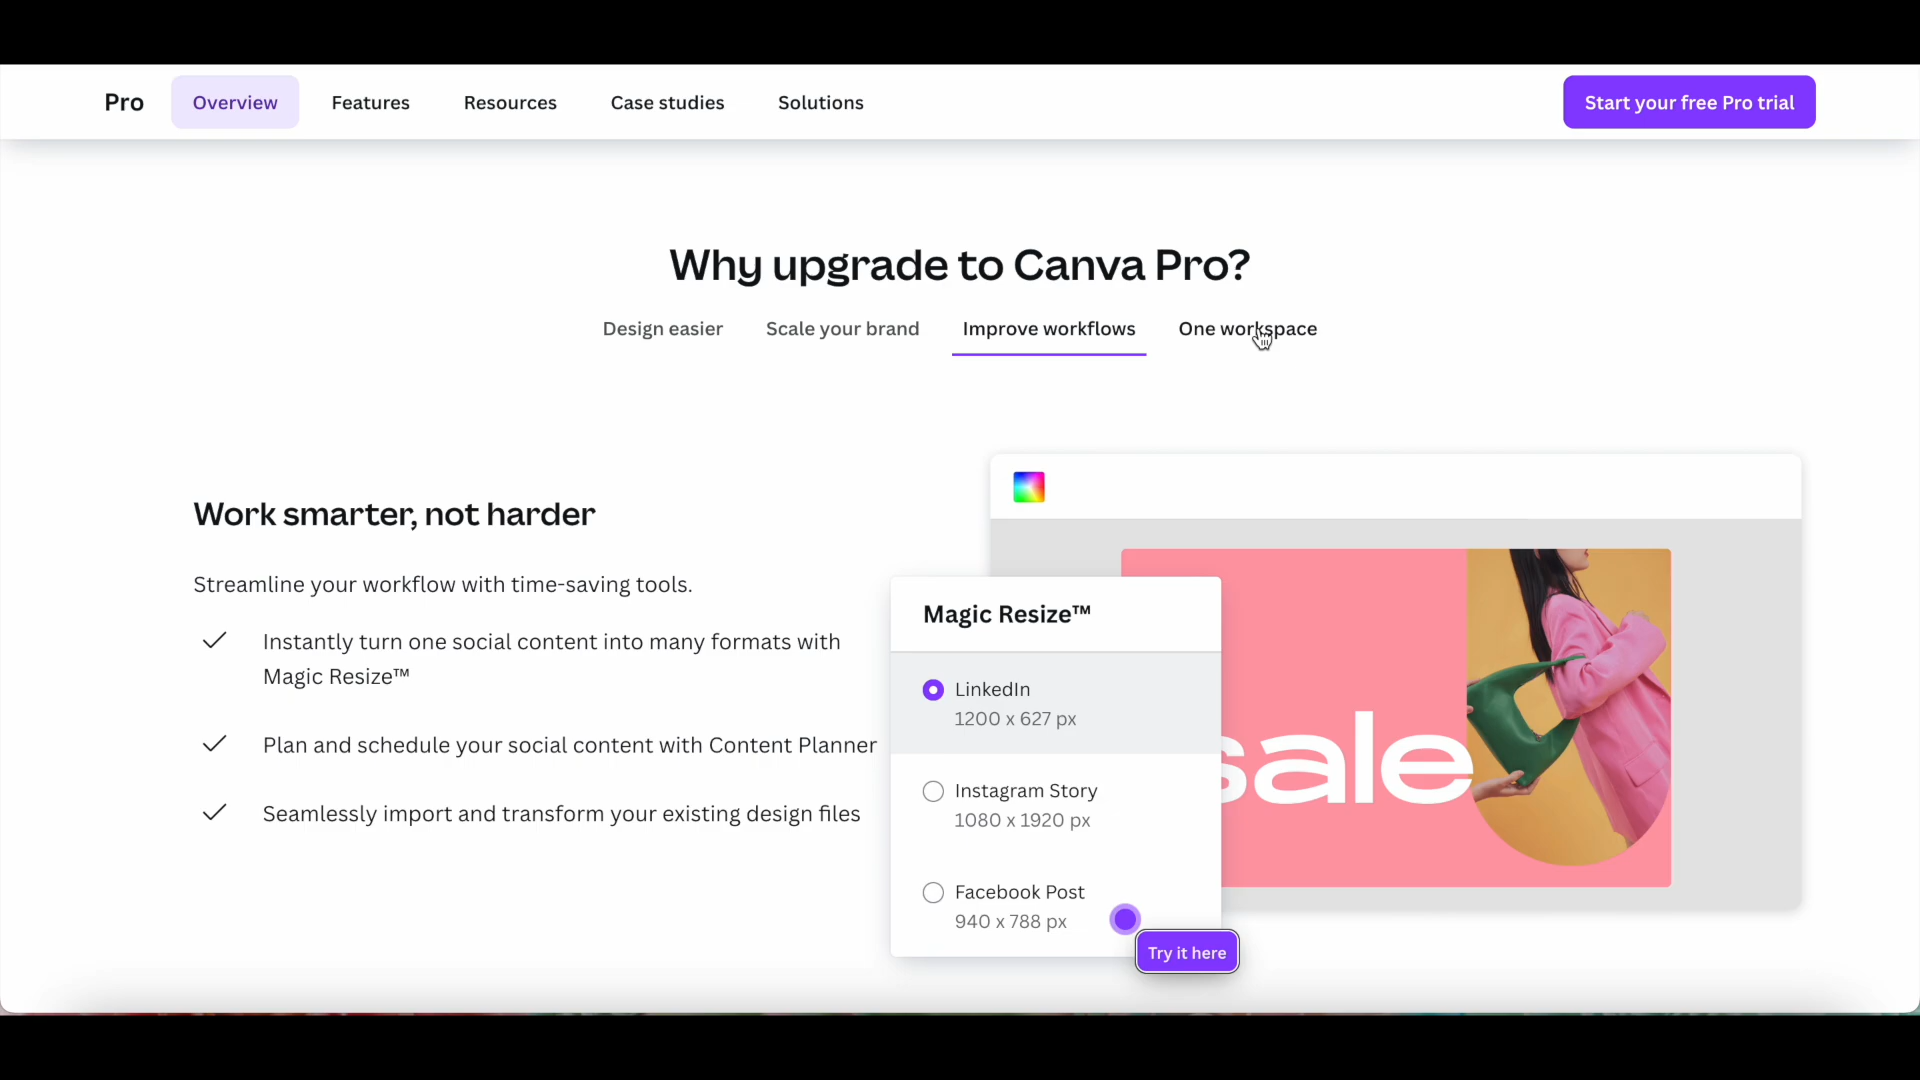 Pro
Overview
Features
Resources
Case studies
Solutions
Start your free Pro trial
Why upgrade to Canva Pro?
Design easier
Scale your brand
Improve workflows
One workspace
Work smarter, not harder
Streamline your workflow with time-saving tools.
Instantly turn one social content into many formats with
Magic Resize™
Plan and schedule your social content with Content Planner
Seamlessly import and transform your existing design files
Magic Resize™
LinkedIn
1200 x 627 px
Instagram Story
1080 x 1920 px
Facebook Post
940 x 788 px
Try it here
sale